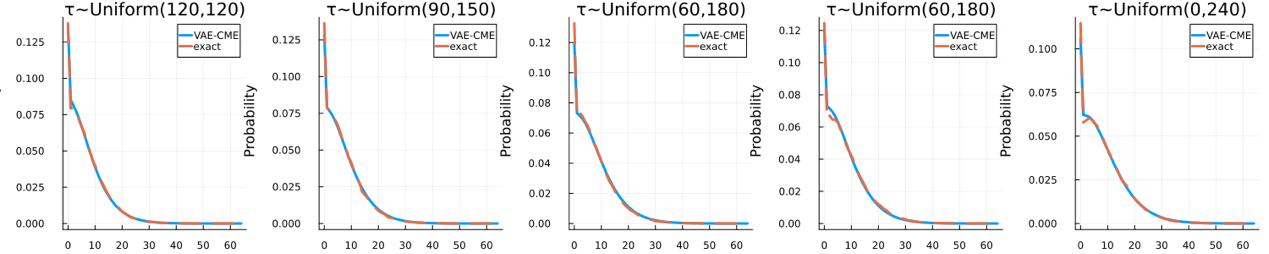 τ~Uniform(120,120)
VAE-CME
exact
0.125
0.100
0.075
0.050
0.025
0.000
0 10 20 30 40 50 60
τ~Uniform(90,150)
Probability
VAE-CME
exact
0.125
0.100
0.075
0.050
0.025
0.000
0 10 20 30 40 50 60
τ~Uniform(60,180)
Probability
VAE-CME
exact
0.12
0.10
0.08
0.06
0.04
0.02
0.00
0 10 20 30 40 50 60
τ~Uniform(60,180)
Probability
VAE-CME
exact
0.12
0.10
0.08
0.06
0.04
0.02
0.00
0 10 20 30 40 50 60
τ~Uniform(0,240)
Probability
VAE-CME
exact
0.100
0.075
0.050
0.025
0.000
0 10 20 30 40 50 60